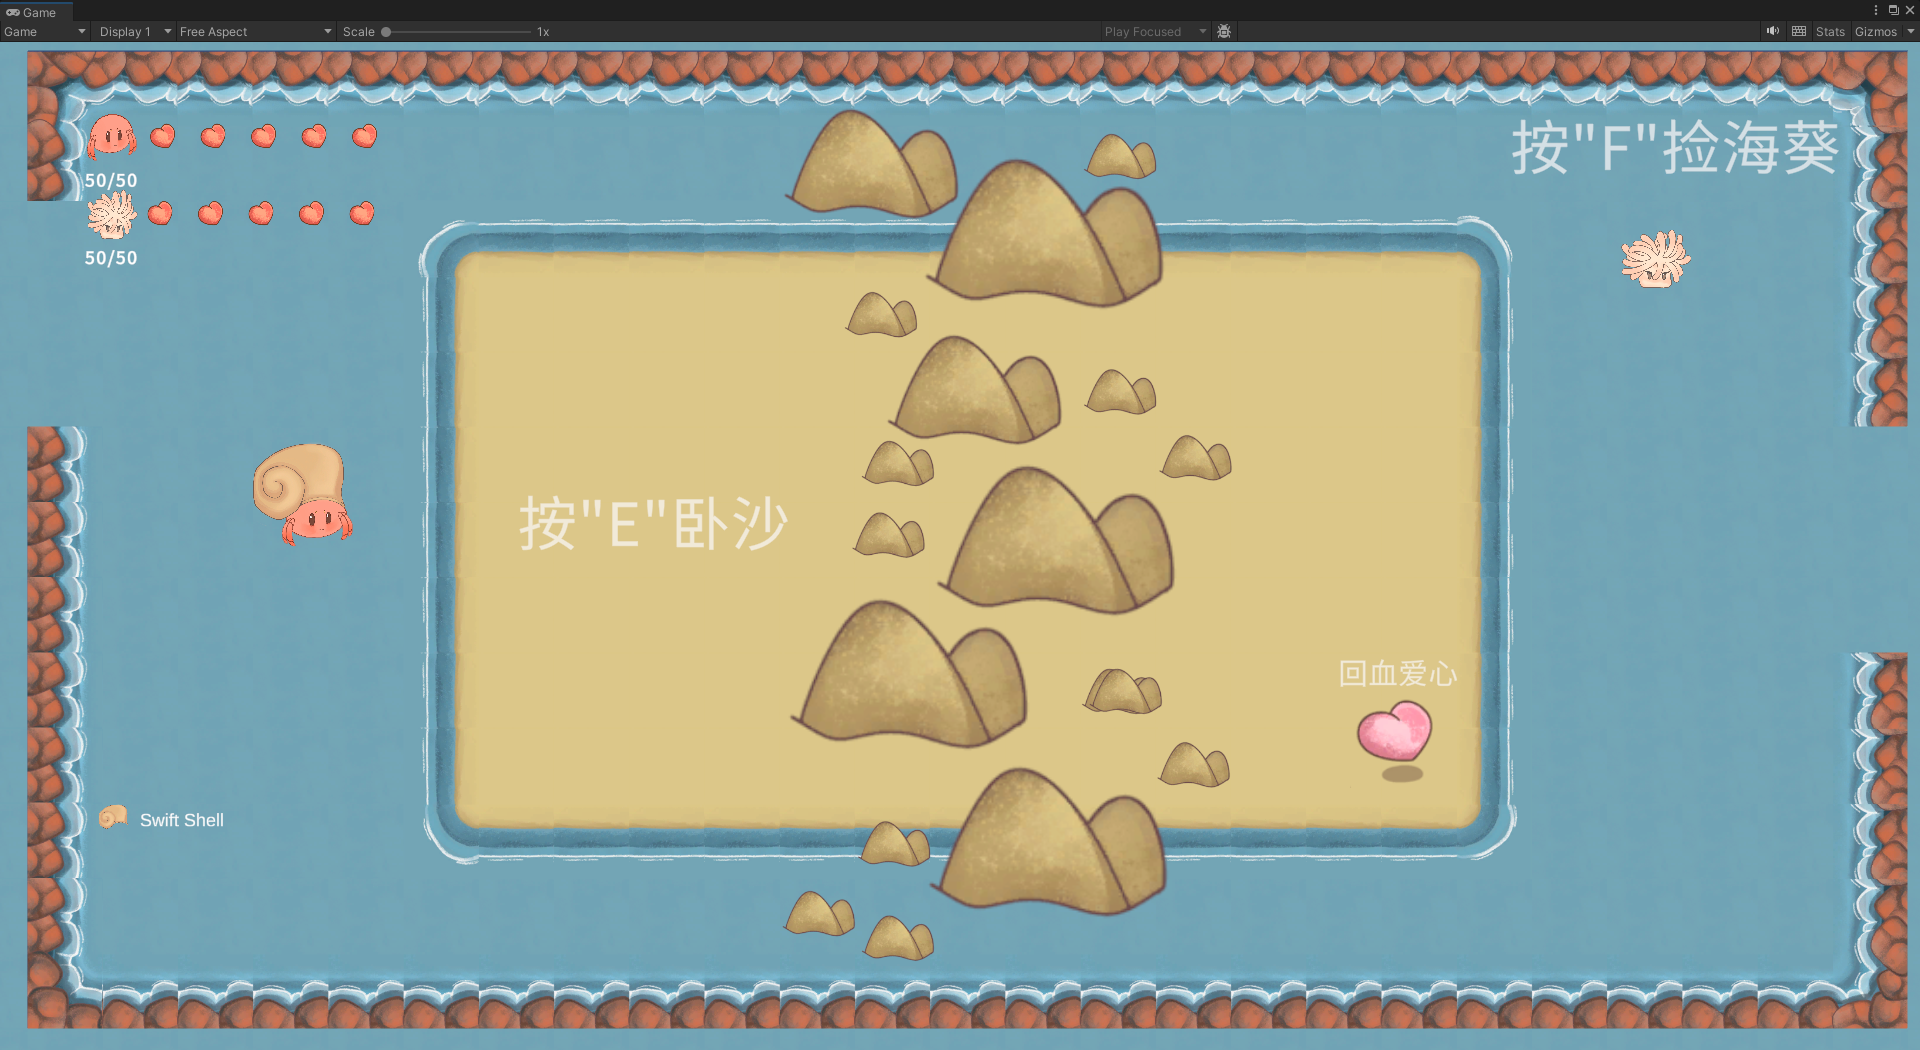 Game
Game Display 1 Free Aspect Scale 1x Play Focused Stats Gizmos
按"F"捡海葵
50/50
50/50
按"E"卧沙
回血爱心
Swift Shell